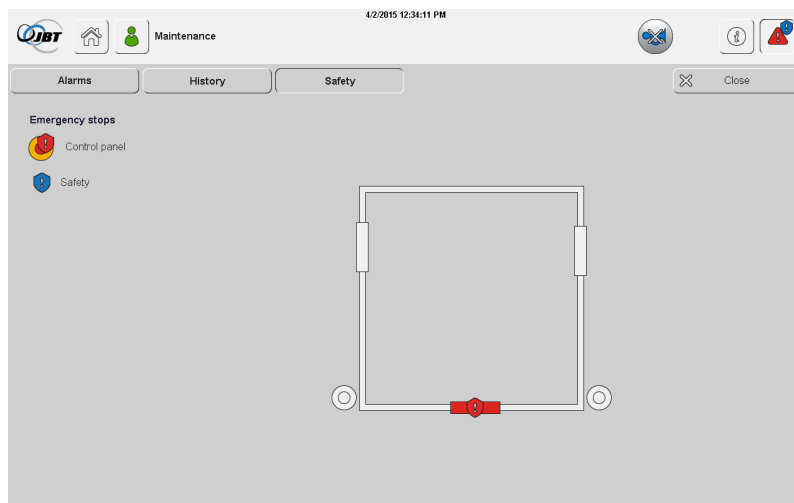 4/2/2015 12:34:11 PM
JBT
Maintenance
Alarms
History
Safety
Close
Emergency stops
Control panel
Safety